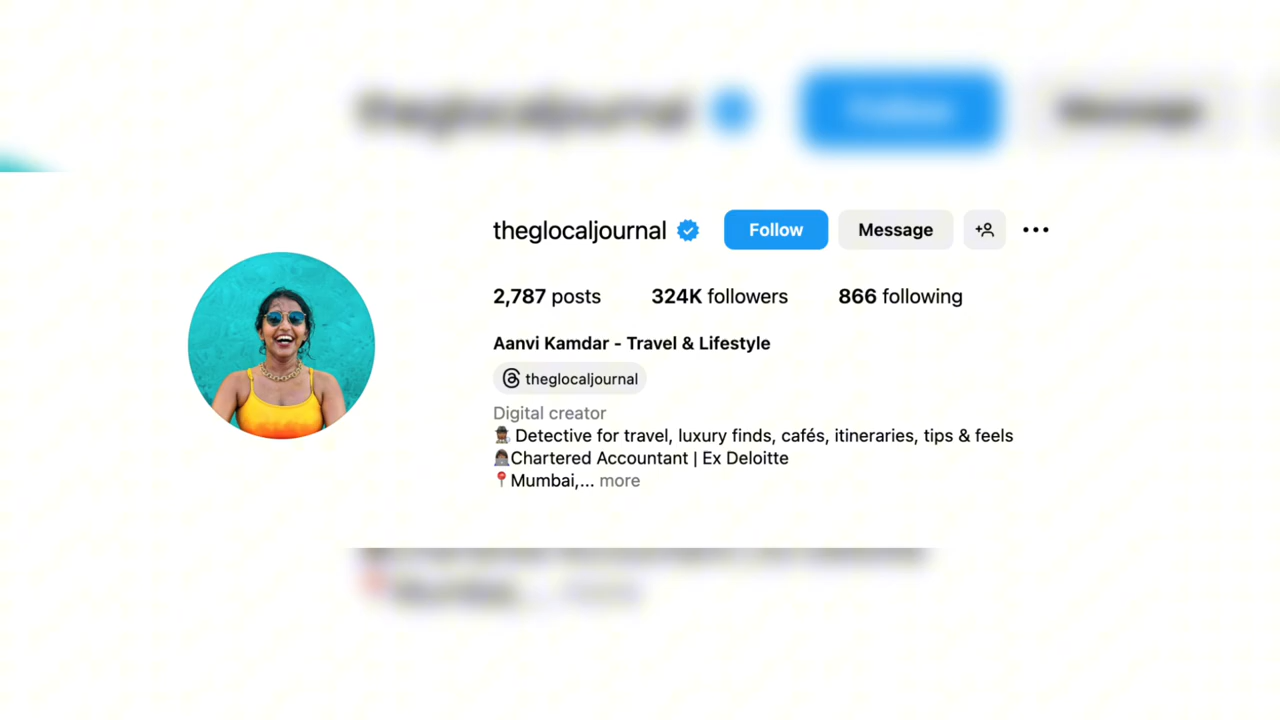 theglocaljournal Follow Message
2,787 posts 324K followers 866 following
Aanvi Kamdar - Travel & Lifestyle
theglocaljournal
Digital creator
🕵🏽 Detective for travel, luxury finds, cafés, itineraries, tips & feels
👩🏽‍💻Chartered Accountant | Ex Deloitte
📍Mumbai,... more